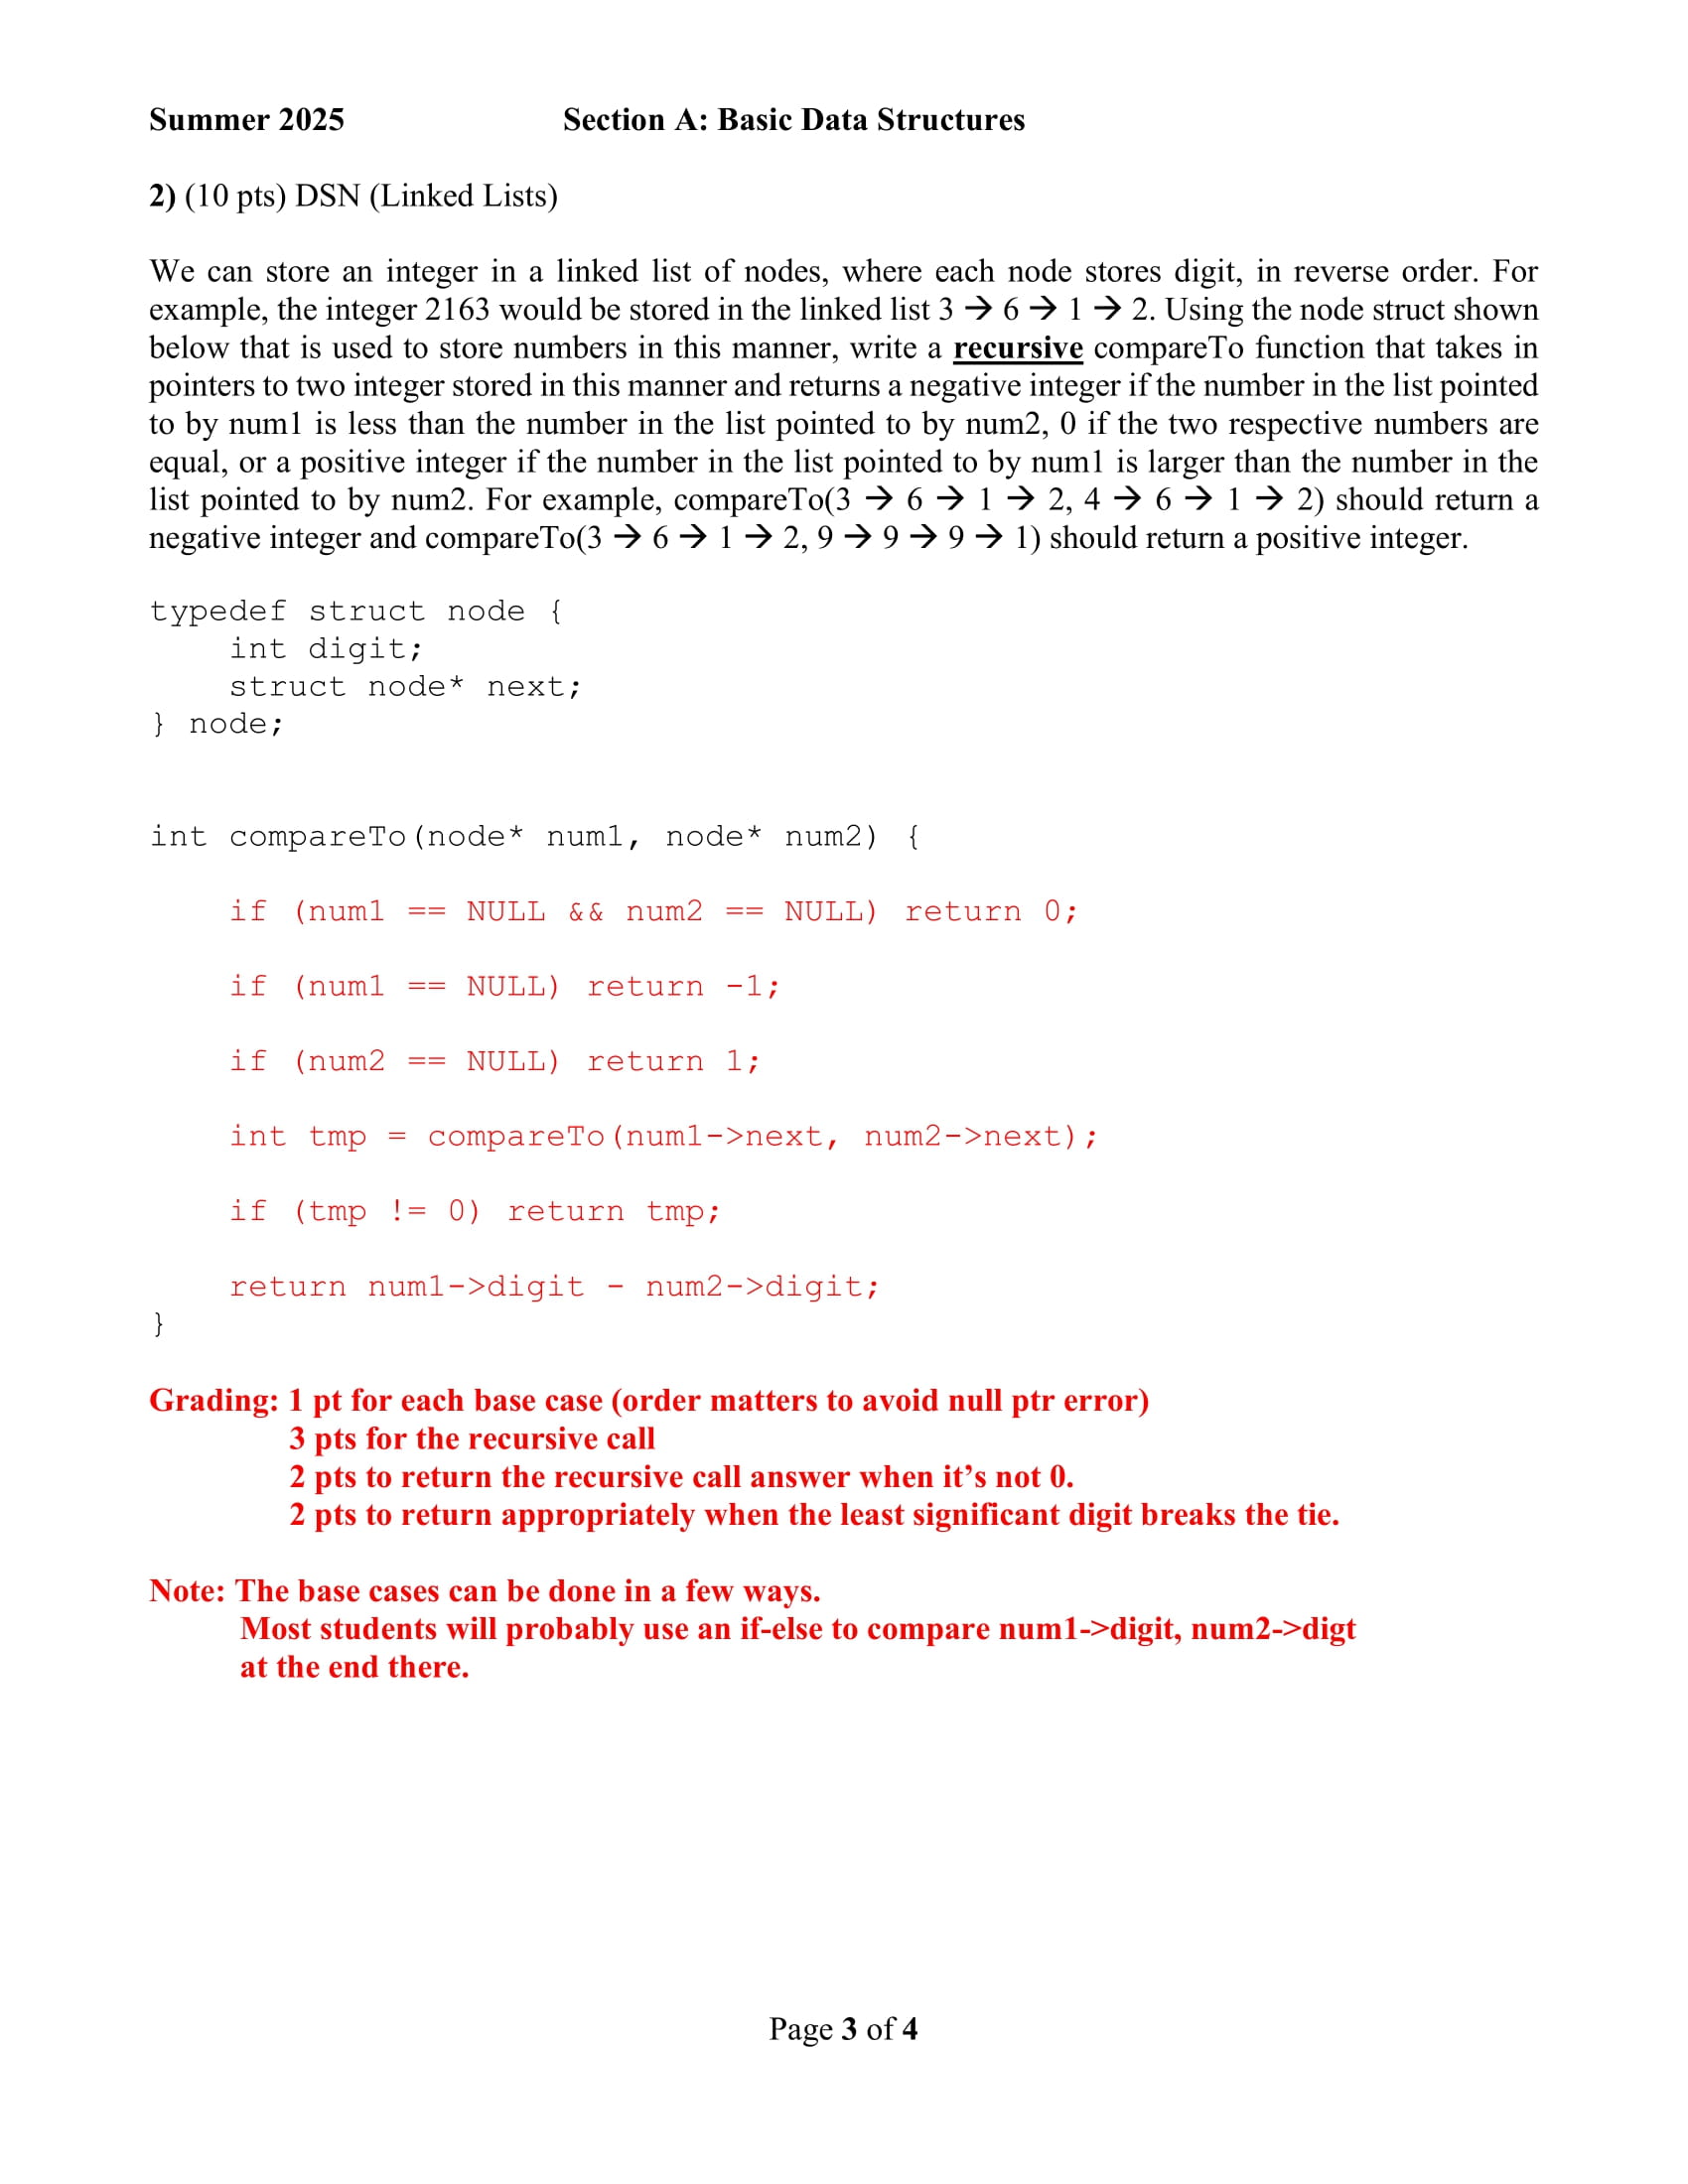 Summer 2025 Section A: Basic Data Structures
2) (10 pts) DSN (Linked Lists)
We can store an integer in a linked list of nodes, where each node stores digit, in reverse order. For
example, the integer 2163 would be stored in the linked list 3 → 6 → 1 → 2. Using the node struct shown
below that is used to store numbers in this manner, write a recursive compareTo function that takes in
pointers to two integer stored in this manner and returns a negative integer if the number in the list pointed
to by num1 is less than the number in the list pointed to by num2, 0 if the two respective numbers are
equal, or a positive integer if the number in the list pointed to by num1 is larger than the number in the
list pointed to by num2. For example, compareTo(3 → 6 → 1 → 2, 4 → 6 → 1 → 2) should return a
negative integer and compareTo(3 → 6 → 1 → 2, 9 → 9 → 9 → 1) should return a positive integer.
typedef struct node {
    int digit;
    struct node* next;
} node;
int compareTo(node* num1, node* num2) {
    if (num1 == NULL && num2 == NULL) return 0;
    if (num1 == NULL) return -1;
    if (num2 == NULL) return 1;
    int tmp = compareTo(num1->next, num2->next);
    if (tmp != 0) return tmp;
    return num1->digit - num2->digit;
}
Grading: 1 pt for each base case (order matters to avoid null ptr error)
3 pts for the recursive call
2 pts to return the recursive call answer when it's not 0.
2 pts to return appropriately when the least significant digit breaks the tie.
Note: The base cases can be done in a few ways.
Most students will probably use an if-else to compare num1->digit, num2->digt
at the end there.
Page 3 of 4